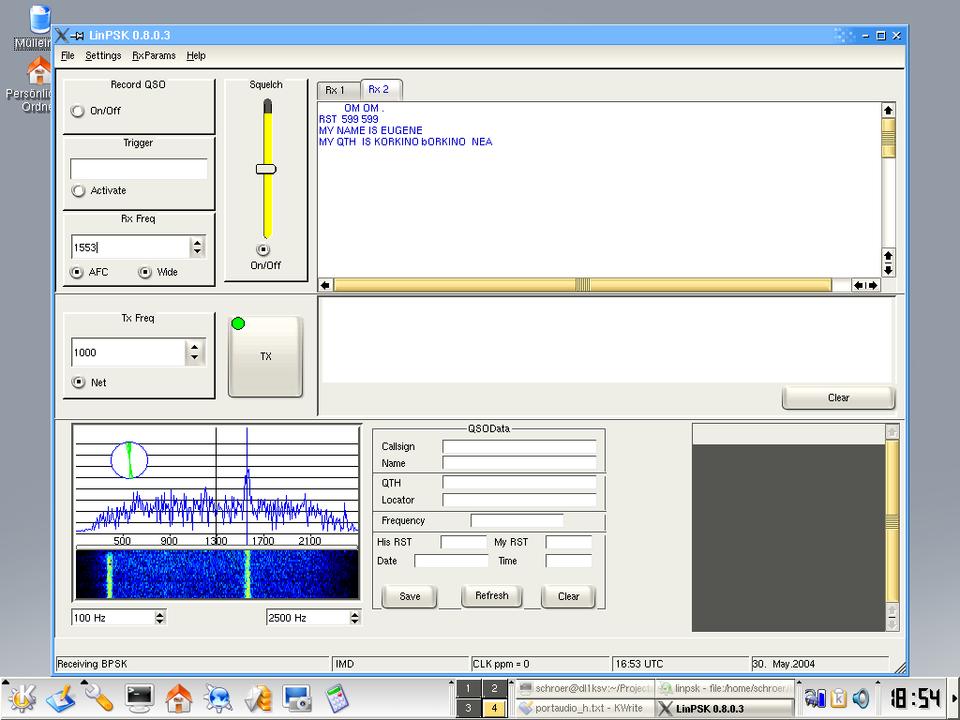 LinPSK 0.8.0.3
File Settings RxParams Help
Record QSO
On/Off
Trigger
Activate
Rx Freq
1553
AFC Wide
Squelch
On/Off
Rx 1 Rx 2
OM OM .
RST 599 599
MY NAME IS EUGENE
MY QTH IS KORKINO bORKINO NEA
Tx Freq
1000
Net
TX
Clear
500 900 1300 1700 2100
100 Hz 2500 Hz
QSOData
Callsign
Name
QTH
Locator
Frequency
His RST My RST
Date Time
Save Refresh Clear
Receiving BPSK IMD CLK ppm = 0 16:53 UTC 30. May.2004
1 2
3 4
schroer@dl1ksv:~/Project
linpsk - file:/home/schroer/
portaudio_h.txt - KWrite
LinPSK 0.8.0.3
18:54